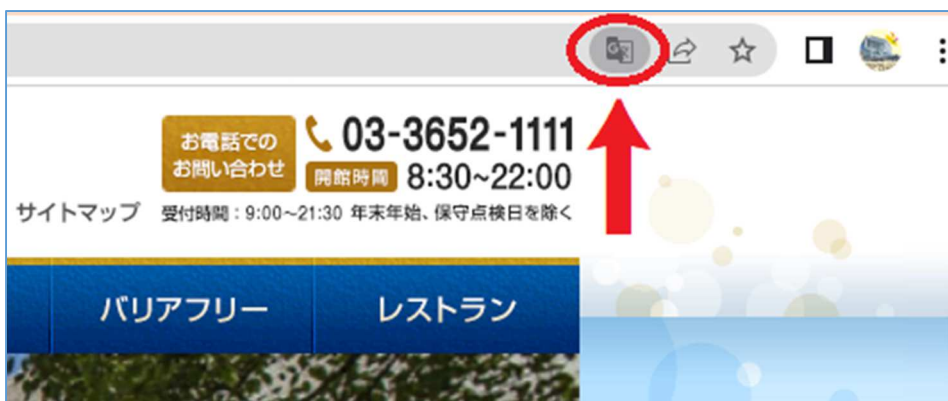 お電話での
お問い合わせ
03-3652-1111
開館時間 8:30~22:00
サイトマップ
受付時間：9:00～21:30 年末年始、保守点検日を除く
バリアフリー
レストラン